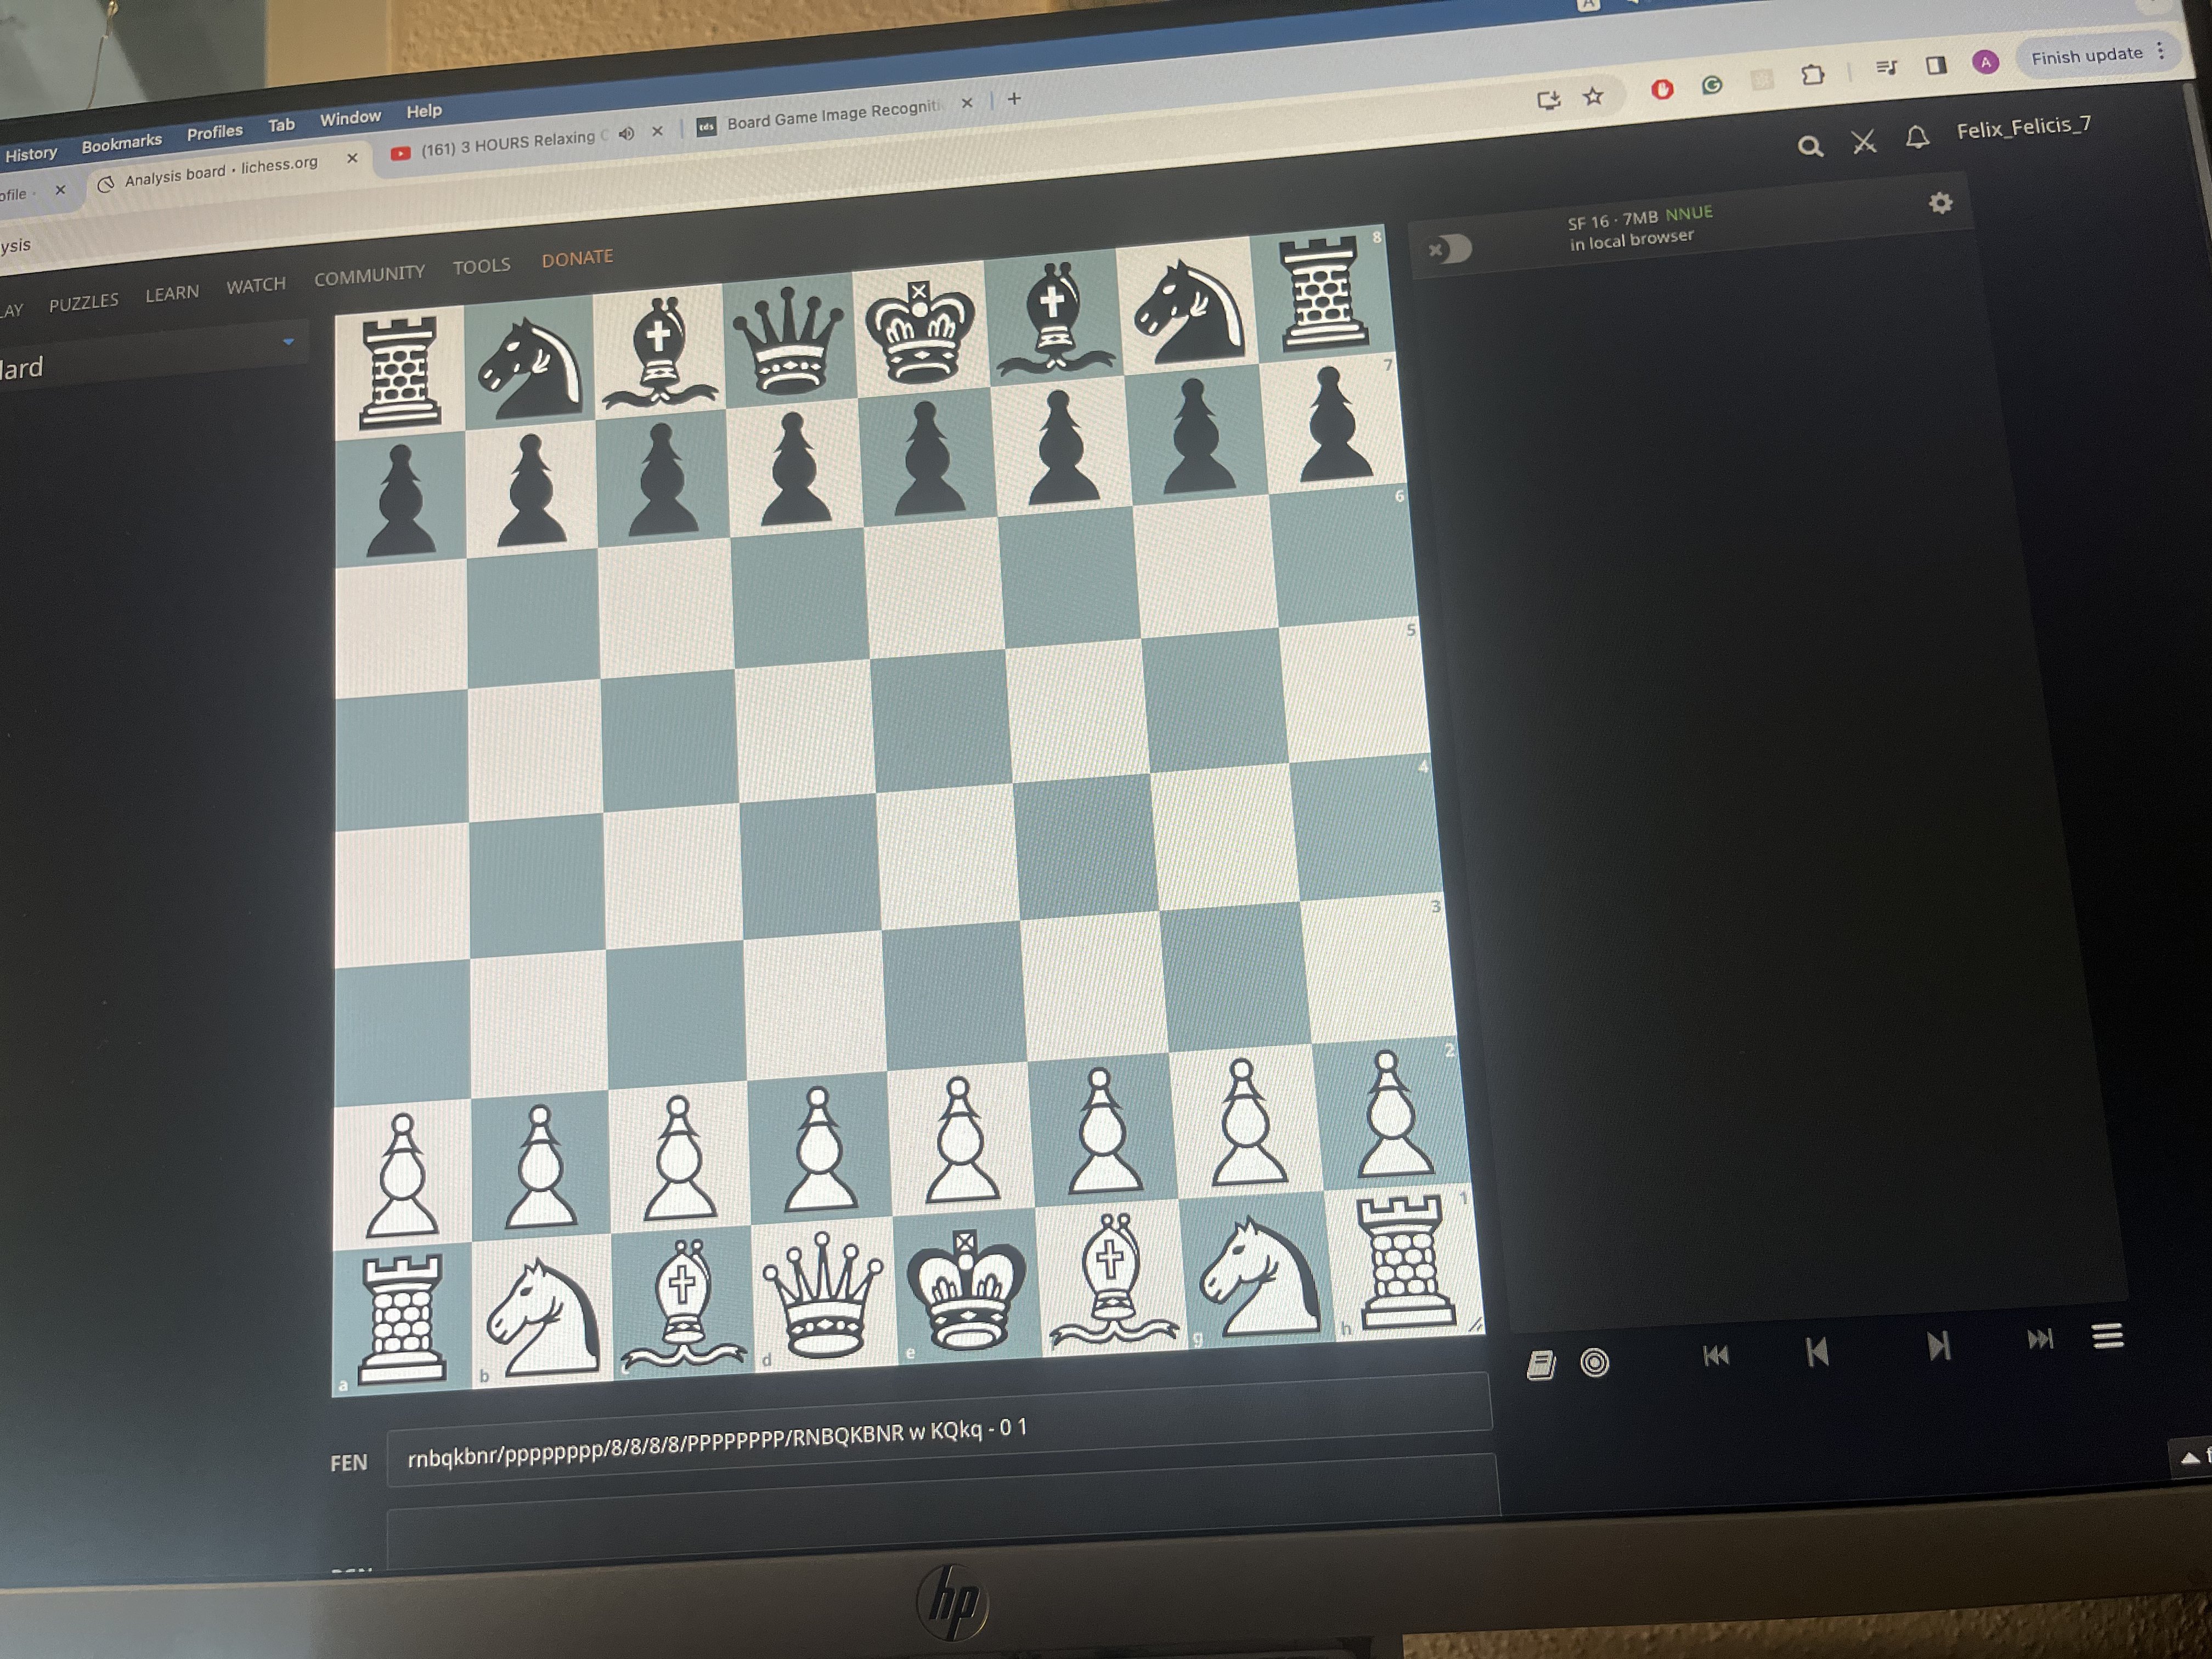 History Bookmarks Profiles Tab Window Help
ofile
Analysis board • lichess.org
(161) 3 HOURS Relaxing
tds Board Game Image Recogniti
A
Finish update
ysis
LAY PUZZLES LEARN WATCH COMMUNITY TOOLS DONATE
Felix_Felicis_7
dard
SF 16 · 7MB NNUE
in local browser
8
7
6
5
4
3
2
1
a b c d e g h
FEN rnbqkbnr/pppppppp/8/8/8/8/PPPPPPPP/RNBQKBNR w KQkq - 0 1
hp